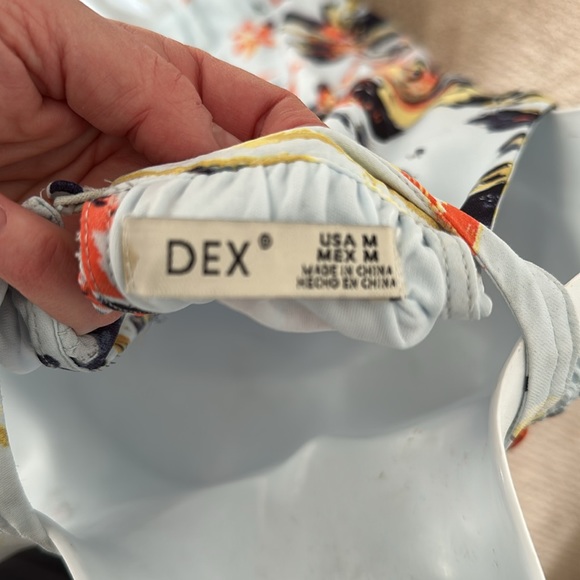 DEX®
USA M
MEX M
MADE IN CHINA
HECHO EN CHINA